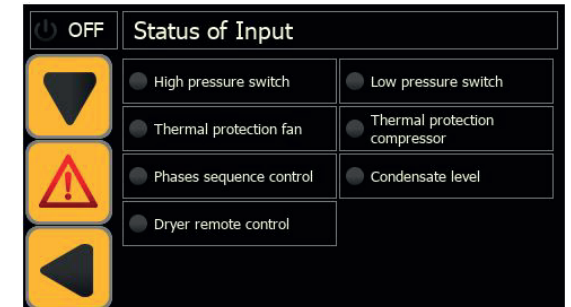 OFF
Status of Input
High pressure switch
Low pressure switch
Thermal protection fan
Thermal protection
compressor
Phases sequence control
Condensate level
Dryer remote control